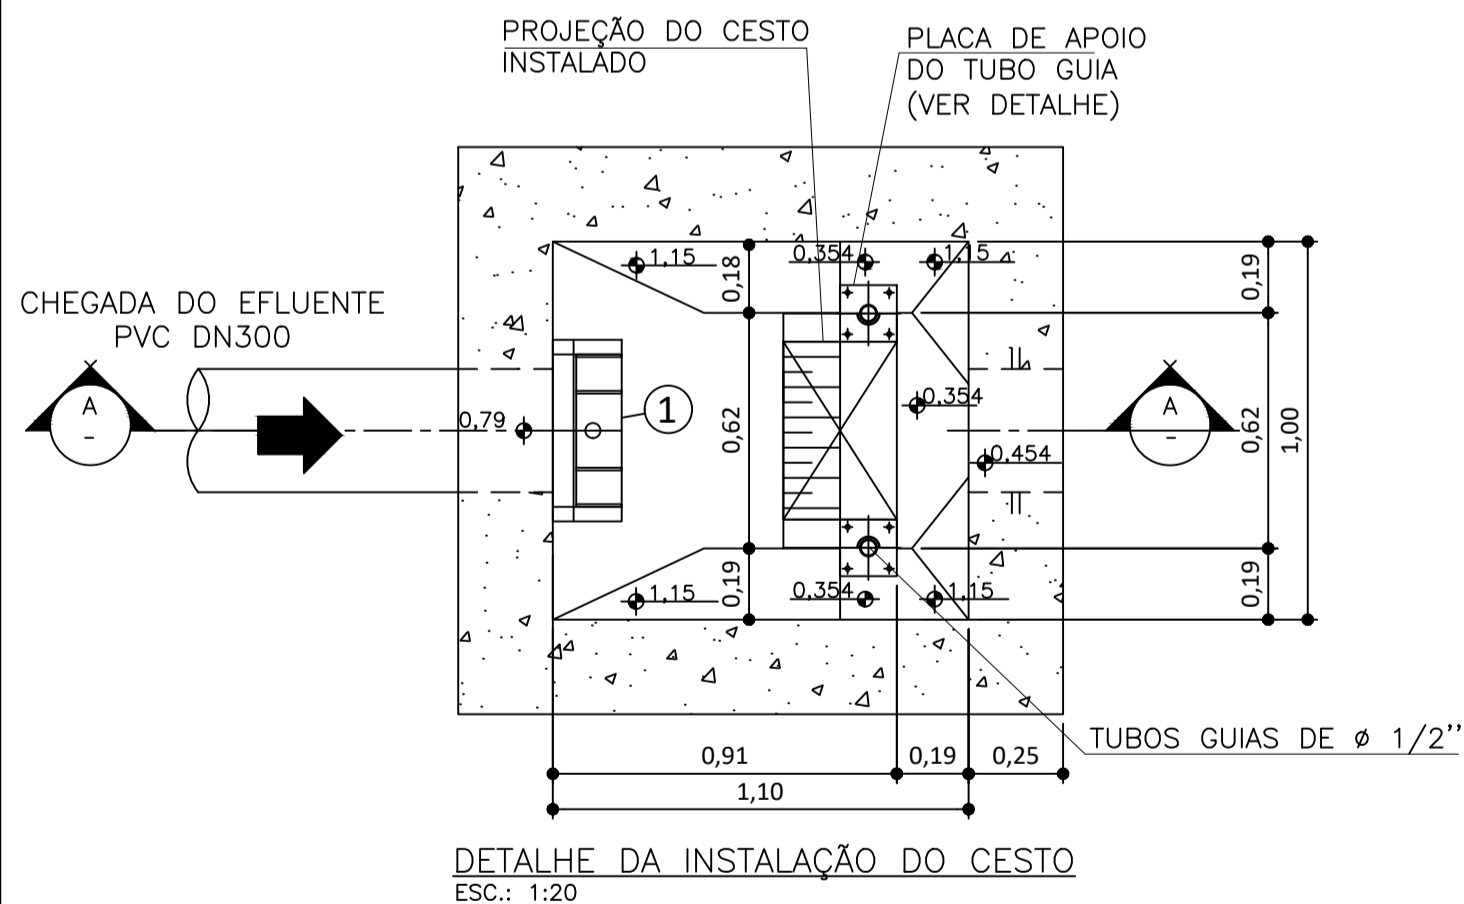 PROJEÇÃO DO CESTO
INSTALADO
PLACA DE APOIO
DO TUBO GUIA
(VER DETALHE)
CHEGADA DO EFLUENTE
PVC DN300
A
-
0,79
1
1,15
0,18
0,354
1,15
0,19
0,62
0,354
0,454
A
-
0,62
1,00
1,15
0,19
0,354
1,15
0,19
TUBOS GUIAS DE ø 1/2’’
0,91
0,19
0,25
1,10
DETALHE DA INSTALAÇÃO DO CESTO
ESC.: 1:20